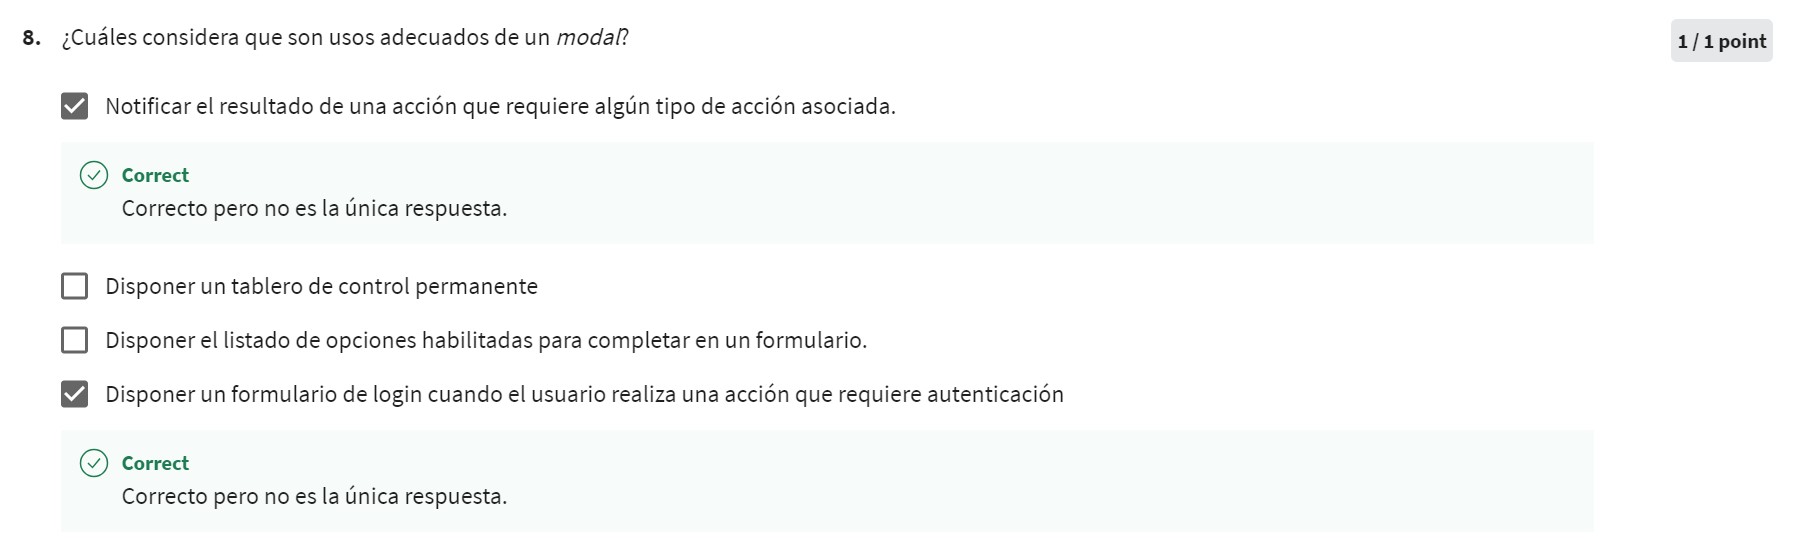 8. ¿Cuáles considera que son usos adecuados de un modal?
1 / 1 point
Notificar el resultado de una acción que requiere algún tipo de acción asociada.
Correct
Correcto pero no es la única respuesta.
Disponer un tablero de control permanente
Disponer el listado de opciones habilitadas para completar en un formulario.
Disponer un formulario de login cuando el usuario realiza una acción que requiere autenticación
Correct
Correcto pero no es la única respuesta.